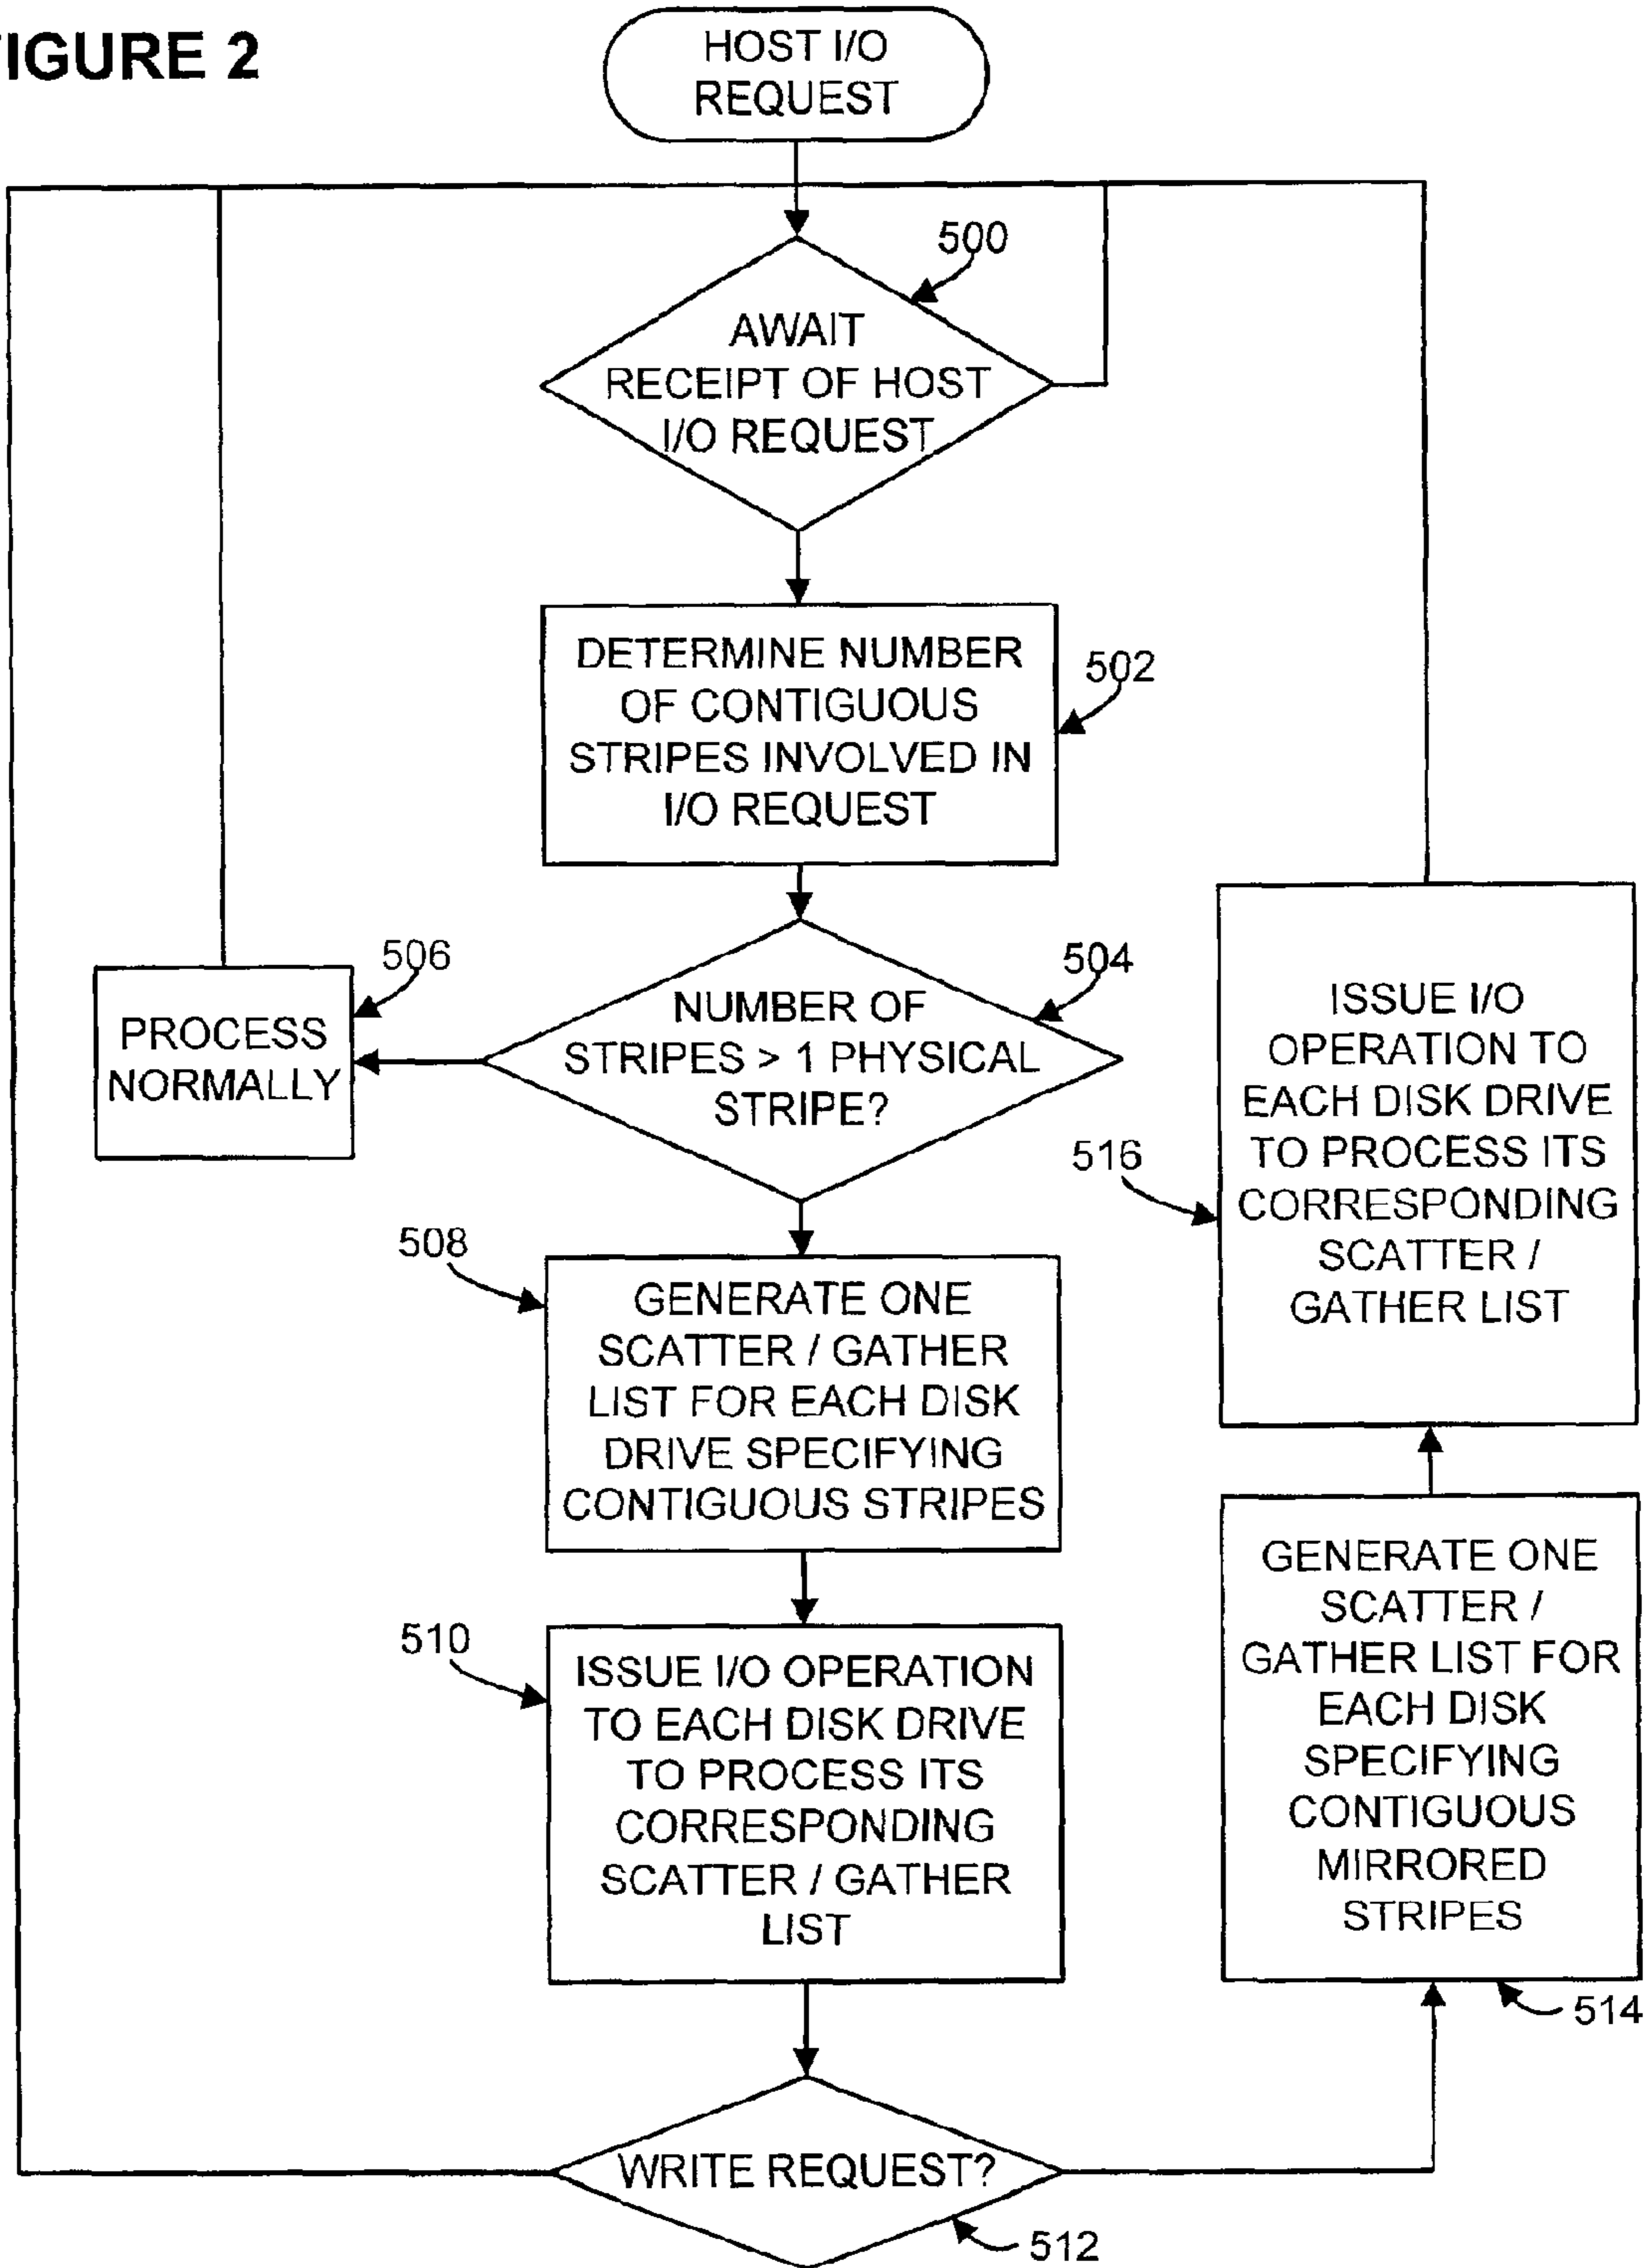 IGURE 2
HOST I/O
REQUEST
500
AWAIT
RECEIPT OF HOST
I/O REQUEST
DETERMINE NUMBER
OF CONTIGUOUS
STRIPES INVOLVED IN
I/O REQUEST
502
506
PROCESS
NORMALLY
504
NUMBER OF
STRIPES > 1 PHYSICAL
STRIPE?
508
GENERATE ONE
SCATTER / GATHER
LIST FOR EACH DISK
DRIVE SPECIFYING
CONTIGUOUS STRIPES
510
ISSUE I/O OPERATION
TO EACH DISK DRIVE
TO PROCESS ITS
CORRESPONDING
SCATTER / GATHER
LIST
WRITE REQUEST?
512
516
ISSUE I/O
OPERATION TO
EACH DISK DRIVE
TO PROCESS ITS
CORRESPONDING
SCATTER /
GATHER LIST
GENERATE ONE
SCATTER /
GATHER LIST FOR
EACH DISK
SPECIFYING
CONTIGUOUS
MIRRORED
STRIPES
514